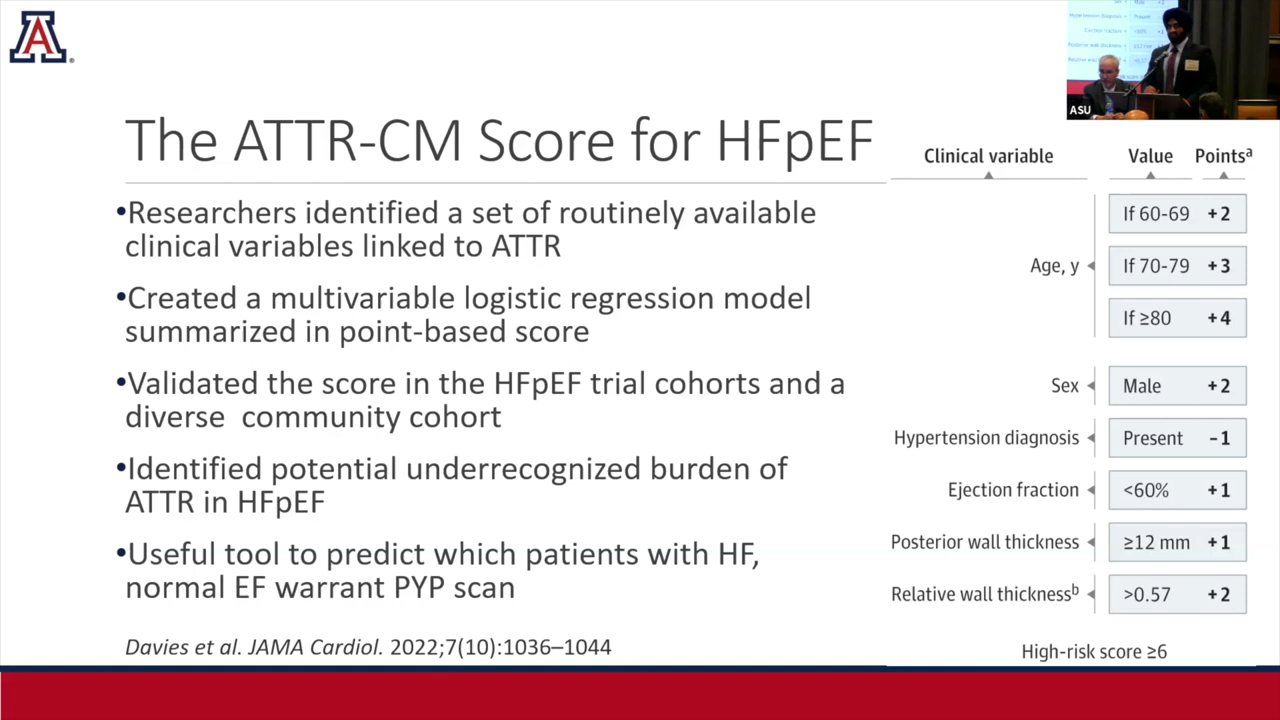 A
The ATTR-CM Score for HFpEF
•Researchers identified a set of routinely available
clinical variables linked to ATTR
•Created a multivariable logistic regression model
summarized in point-based score
•Validated the score in the HFpEF trial cohorts and a
diverse community cohort
•Identified potential underrecognized burden of
ATTR in HFpEF
•Useful tool to predict which patients with HF,
normal EF warrant PYP scan
Davies et al. JAMA Cardiol. 2022;7(10):1036–1044
ASU
Clinical variable Value Pointsᵃ
If 60-69 +2
Age, y If 70-79 +3
If ≥80 +4
Sex Male +2
Hypertension diagnosis Present −1
Ejection fraction <60% +1
Posterior wall thickness ≥12 mm +1
Relative wall thicknessᵇ >0.57 +2
High-risk score ≥6